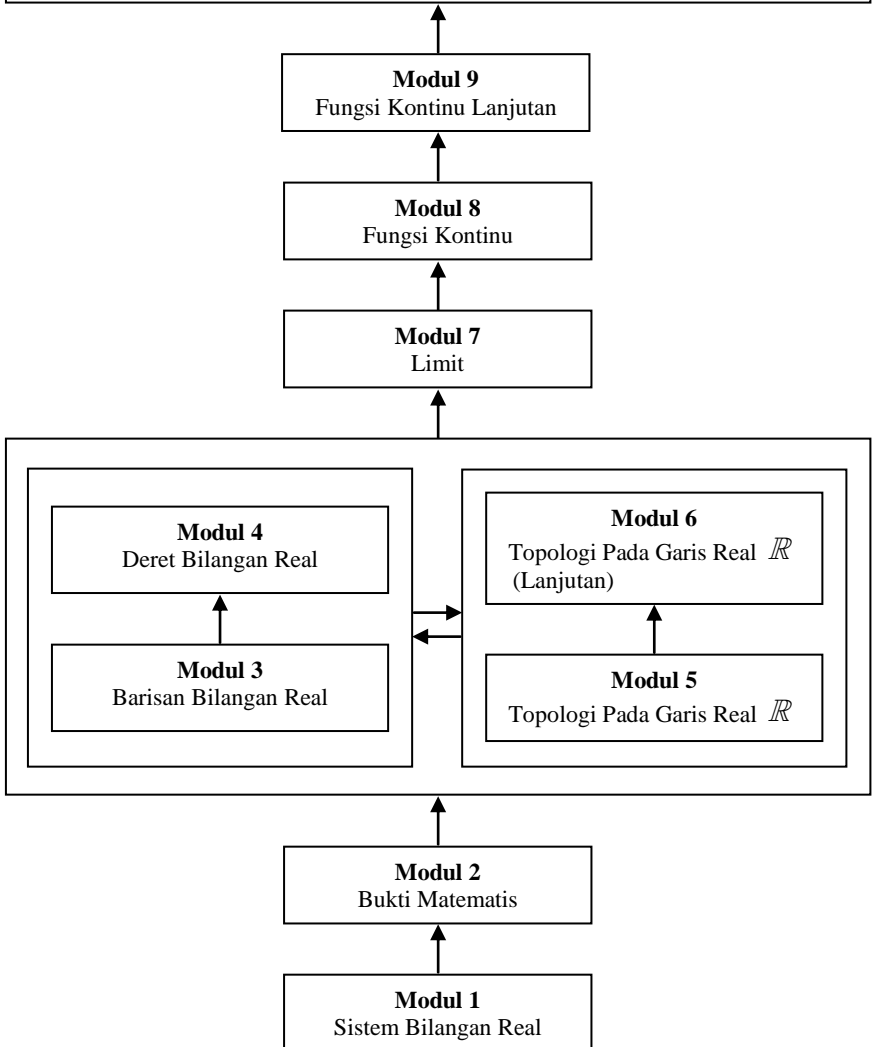 Modul 9
Fungsi Kontinu Lanjutan
Modul 8
Fungsi Kontinu
Modul 7
Limit
Modul 4
Deret Bilangan Real
Modul 3
Barisan Bilangan Real
Modul 6
Topologi Pada Garis Real ℝ
(Lanjutan)
Modul 5
Topologi Pada Garis Real ℝ
Modul 2
Bukti Matematis
Modul 1
Sistem Bilangan Real